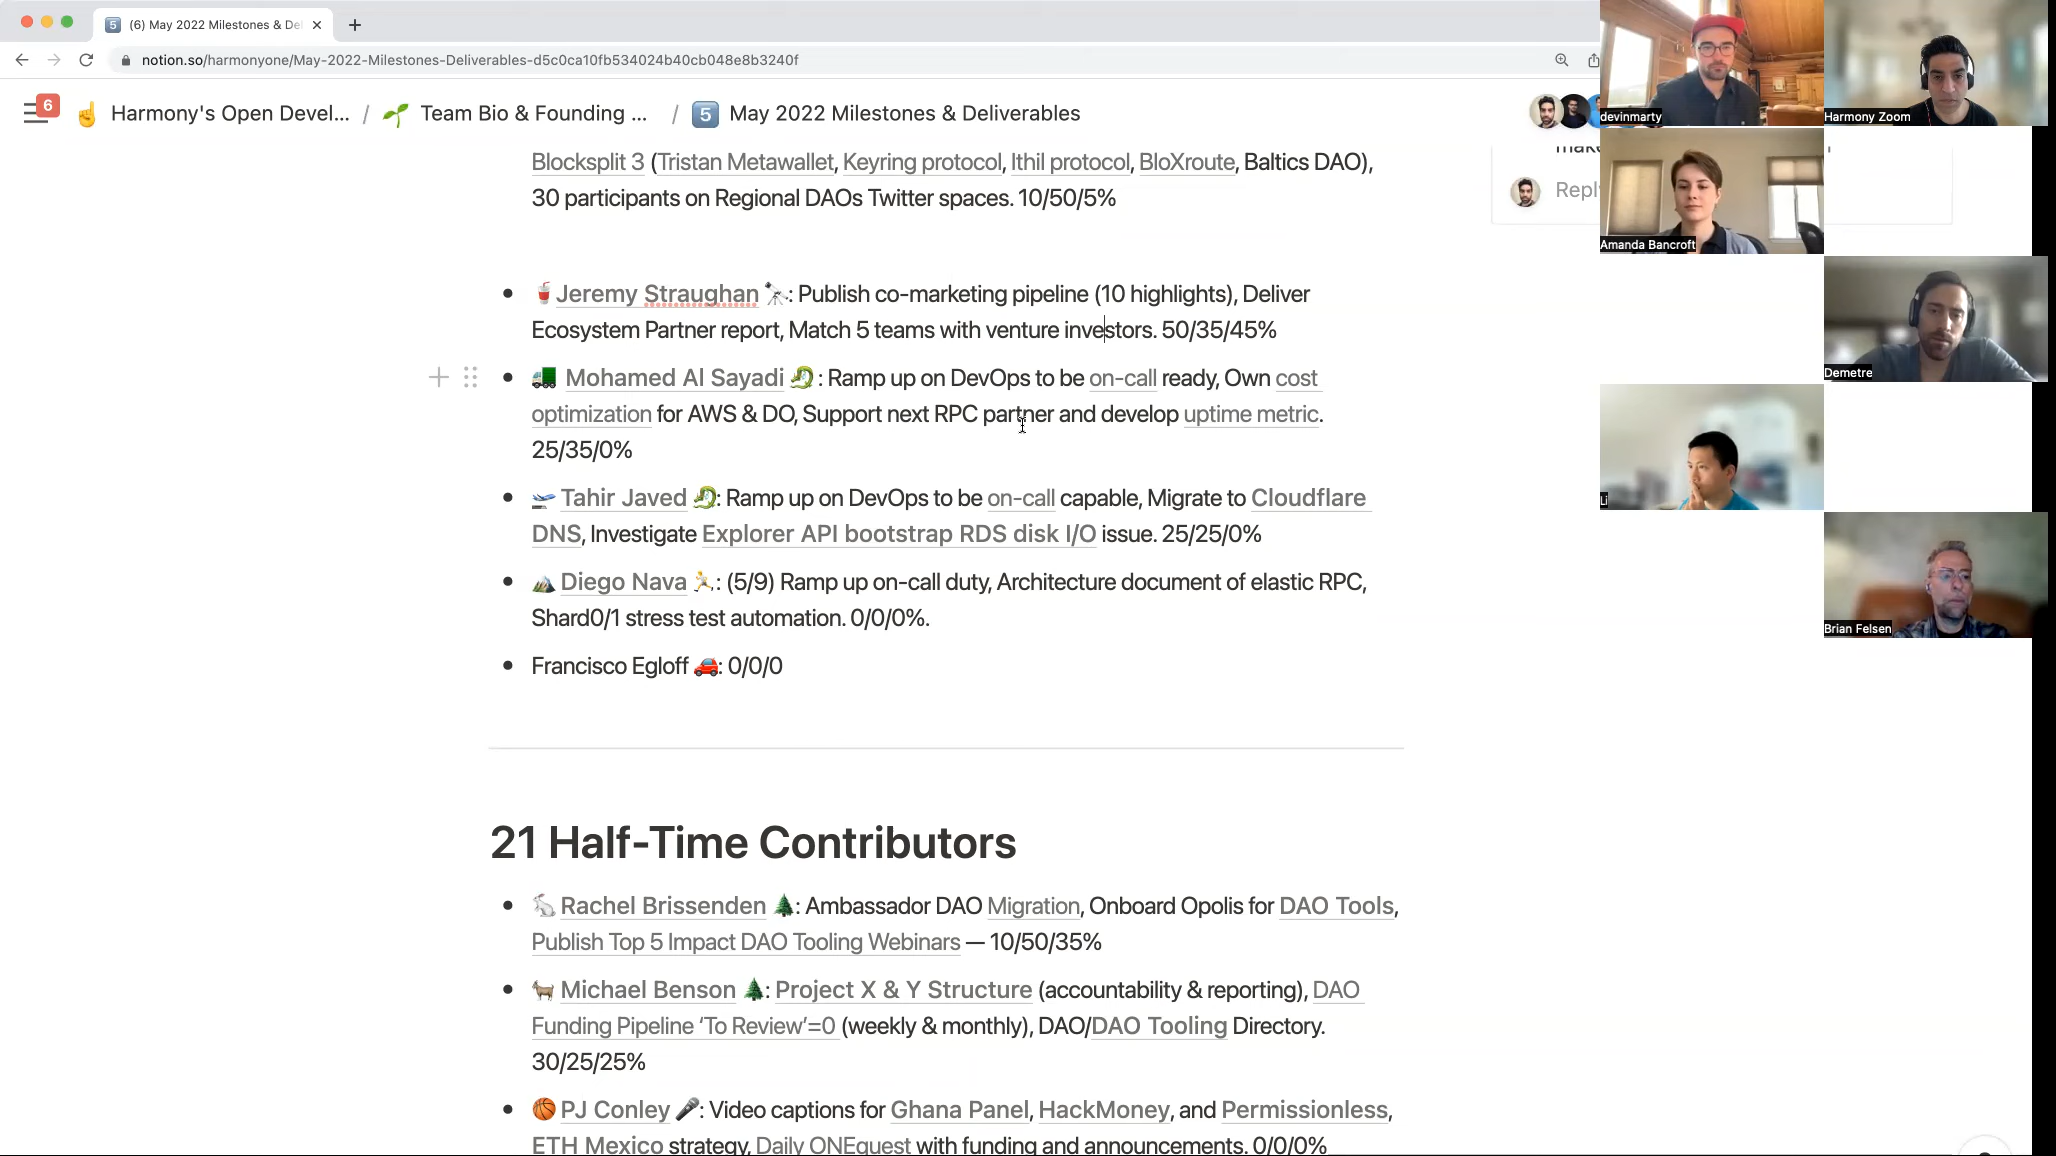 (6) May 2022 Milestones & De
notion.so/harmonyone/May-2022-Milestones-Deliverables-d5c0ca10fb534024b40cb048e8b3240f
6
Harmony's Open Devel... / Team Bio & Founding ... / 5 May 2022 Milestones & Deliverables
Blocksplit 3 (Tristan Metawallet, Keyring protocol, Ithil protocol, BloXroute, Baltics DAO),
30 participants on Regional DAOs Twitter spaces. 10/50/5%
Jeremy Straughan : Publish co-marketing pipeline (10 highlights), Deliver
Ecosystem Partner report, Match 5 teams with venture investors. 50/35/45%
Mohamed Al Sayadi : Ramp up on DevOps to be on-call ready, Own cost
optimization for AWS & DO, Support next RPC partner and develop uptime metric.
25/35/0%
Tahir Javed : Ramp up on DevOps to be on-call capable, Migrate to Cloudflare
DNS, Investigate Explorer API bootstrap RDS disk I/O issue. 25/25/0%
Diego Nava : (5/9) Ramp up on-call duty, Architecture document of elastic RPC,
Shard0/1 stress test automation. 0/0/0%.
Francisco Egloff : 0/0/0
21 Half-Time Contributors
Rachel Brissenden : Ambassador DAO Migration, Onboard Opolis for DAO Tools,
Publish Top 5 Impact DAO Tooling Webinars — 10/50/35%
Michael Benson : Project X & Y Structure (accountability & reporting), DAO
Funding Pipeline ‘To Review’=0 (weekly & monthly), DAO/DAO Tooling Directory.
30/25/25%
PJ Conley : Video captions for Ghana Panel, HackMoney, and Permissionless,
ETH Mexico strategy, Daily ONEquest with funding and announcements. 0/0/0%
devinmarty
Harmony Zoom
Amanda Bancroft
Demetre
Li
Brian Felsen